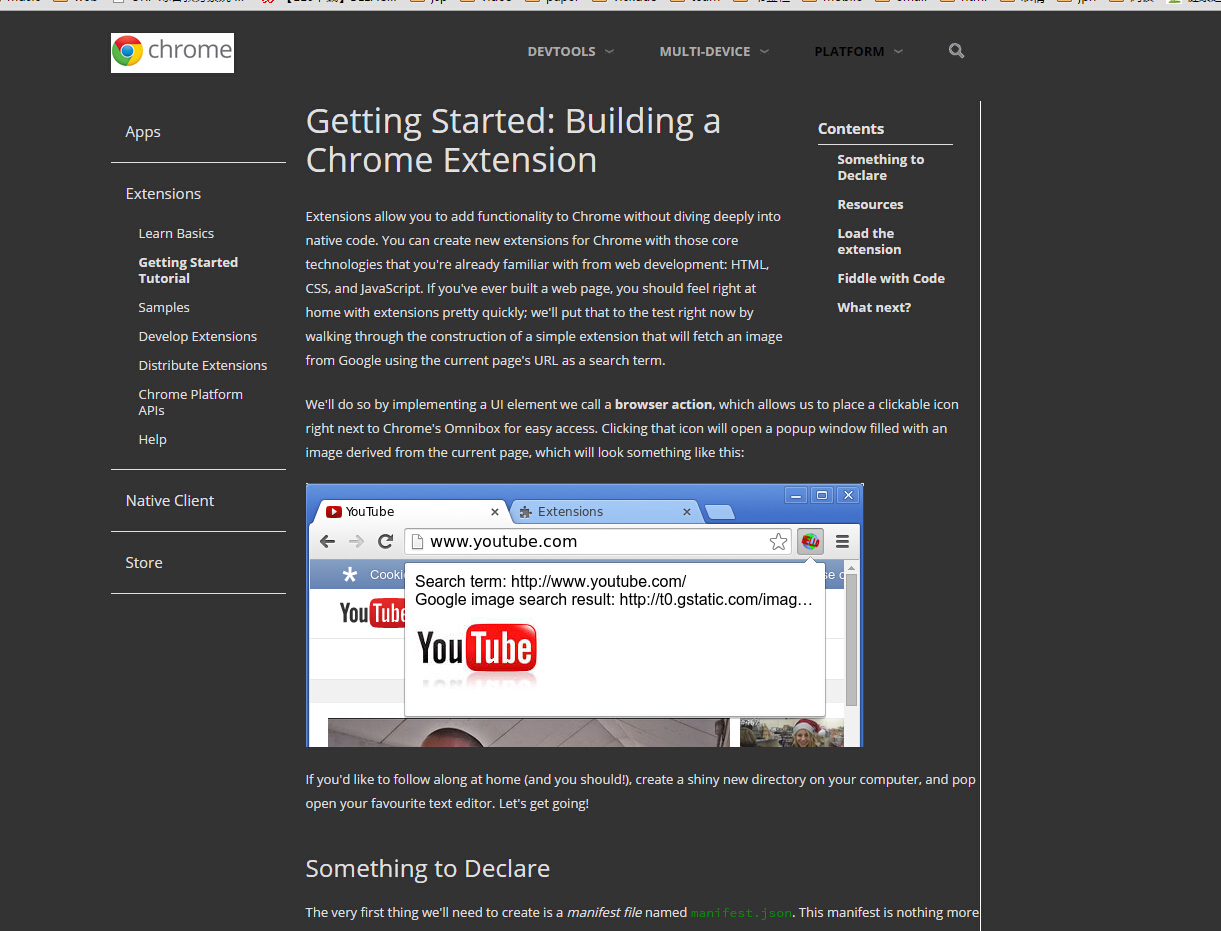 chrome
DEVTOOLS
MULTI-DEVICE
PLATFORM
Apps
Extensions
Learn Basics
Getting Started
Tutorial
Samples
Develop Extensions
Distribute Extensions
Chrome Platform
APIs
Help
Native Client
Store
Getting Started: Building a
Chrome Extension
Extensions allow you to add functionality to Chrome without diving deeply into
native code. You can create new extensions for Chrome with those core
technologies that you're already familiar with from web development: HTML,
CSS, and JavaScript. If you've ever built a web page, you should feel right at
home with extensions pretty quickly; we'll put that to the test right now by
walking through the construction of a simple extension that will fetch an image
from Google using the current page's URL as a search term.
Contents
Something to
Declare
Resources
Load the
extension
Fiddle with Code
What next?
We'll do so by implementing a UI element we call a browser action, which allows us to place a clickable icon
right next to Chrome's Omnibox for easy access. Clicking that icon will open a popup window filled with an
image derived from the current page, which will look something like this:
YouTube
Extensions
www.youtube.com
Search term: http://www.youtube.com/
Google image search result: http://t0.gstatic.com/imag…
YouTube
If you'd like to follow along at home (and you should!), create a shiny new directory on your computer, and pop
open your favourite text editor. Let's get going!
Something to Declare
The very first thing we'll need to create is a manifest file named manifest.json. This manifest is nothing more